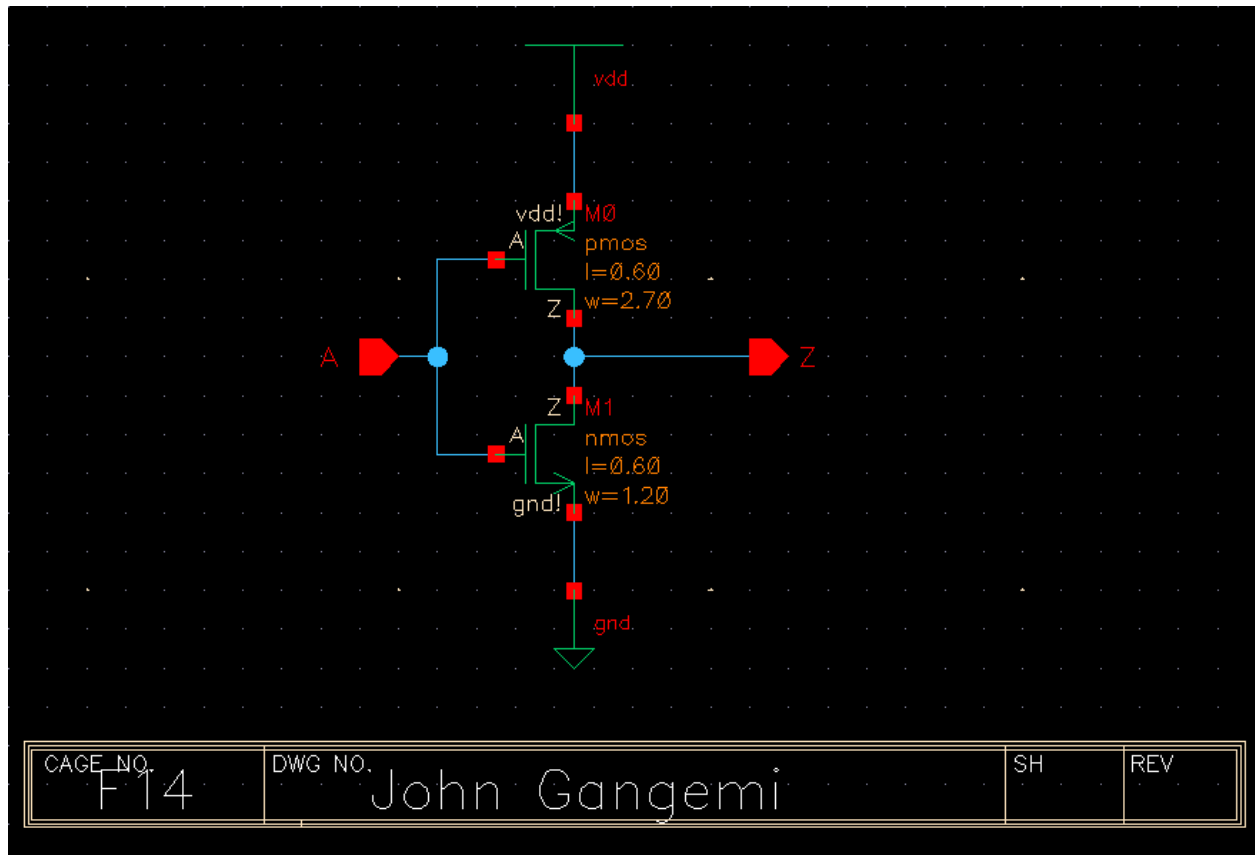 vdd
vdd!
M0
A
pmos
l=0.60
w=2.70
Z
A
Z
Z
M1
A
nmos
l=0.60
w=1.20
gnd!
gnd
CAGE NO.
F14
DWG NO.
John Gangemi
SH
REV